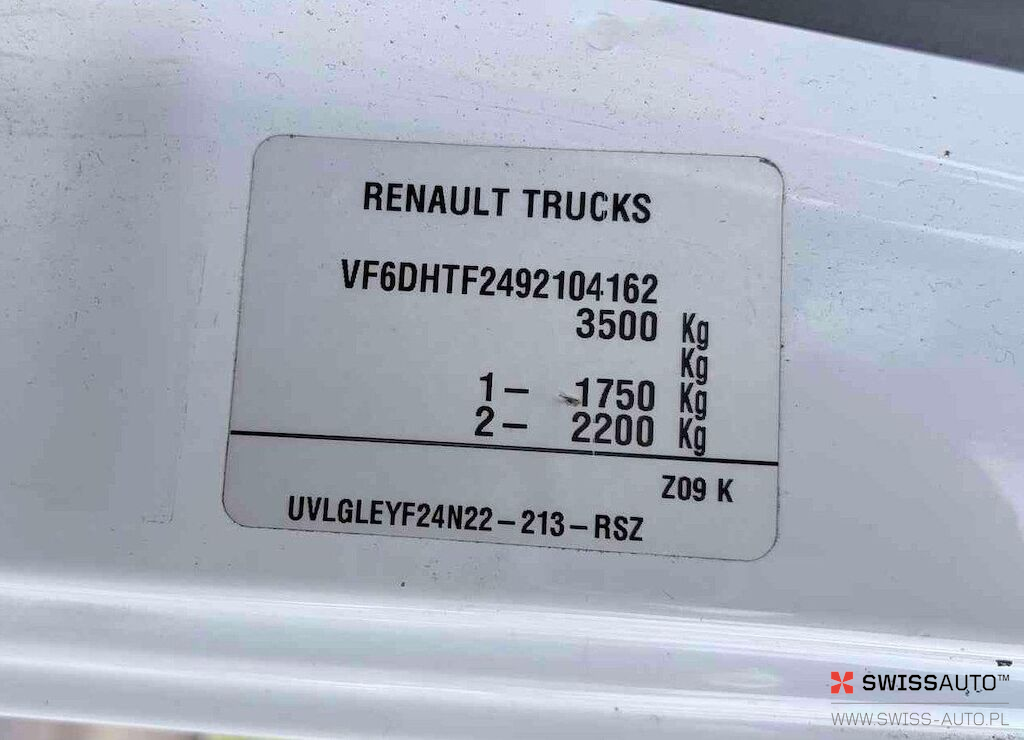 RENAULT TRUCKS
VF6DHTF2492104162
3500 Kg
Kg
1- 1750 Kg
2- 2200 Kg
Z09 K
UVLGLEYF24N22-213-RSZ
SWISSAUTO™
WWW.SWISS-AUTO.PL